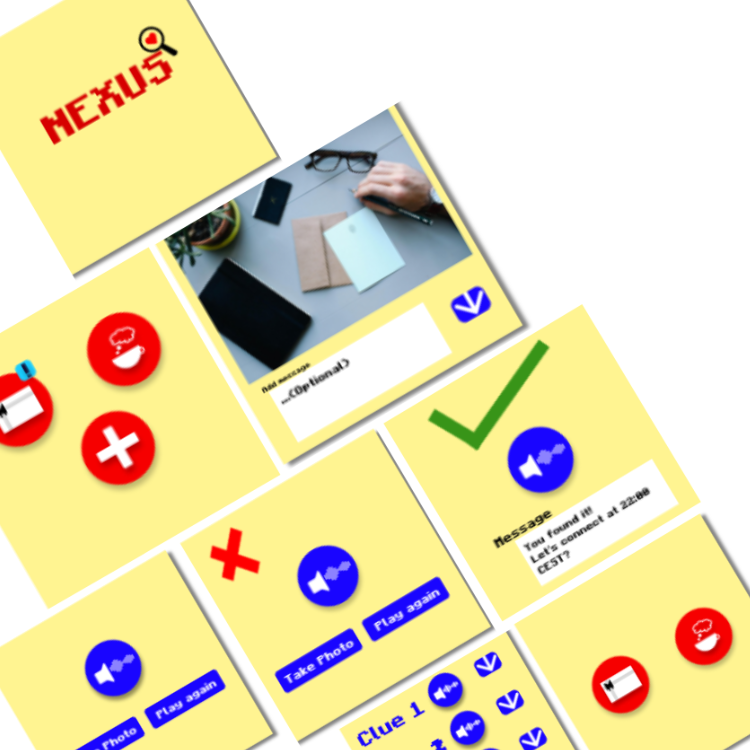 NEXUS
Add message
...(Optional)
Message
You found it!
Let's connect at 22:00
CEST?
Take Photo
Play again
Photo
Play again
Clue 1